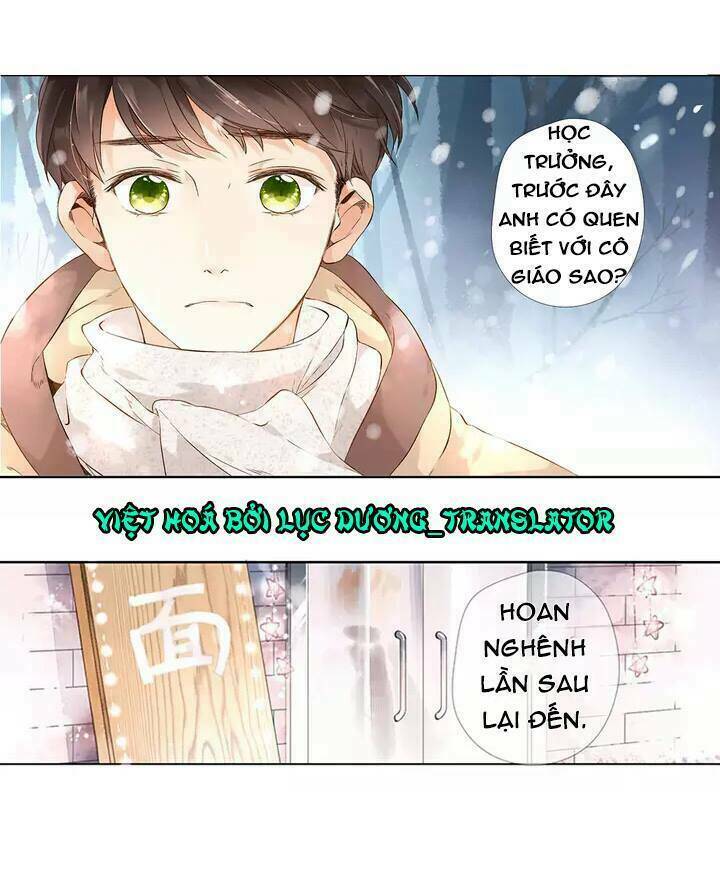 HỌC
TRƯỞNG,
TRƯỚC ĐÂY
ANH CÓ QUEN
BIẾT VỚI CÔ
GIÁO SAO?
VIỆT HOÁ BỞI LỤC DƯƠNG_TRANSLATOR
面
HOAN
NGHÊNH
LẦN SAU
LẠI ĐẾN.